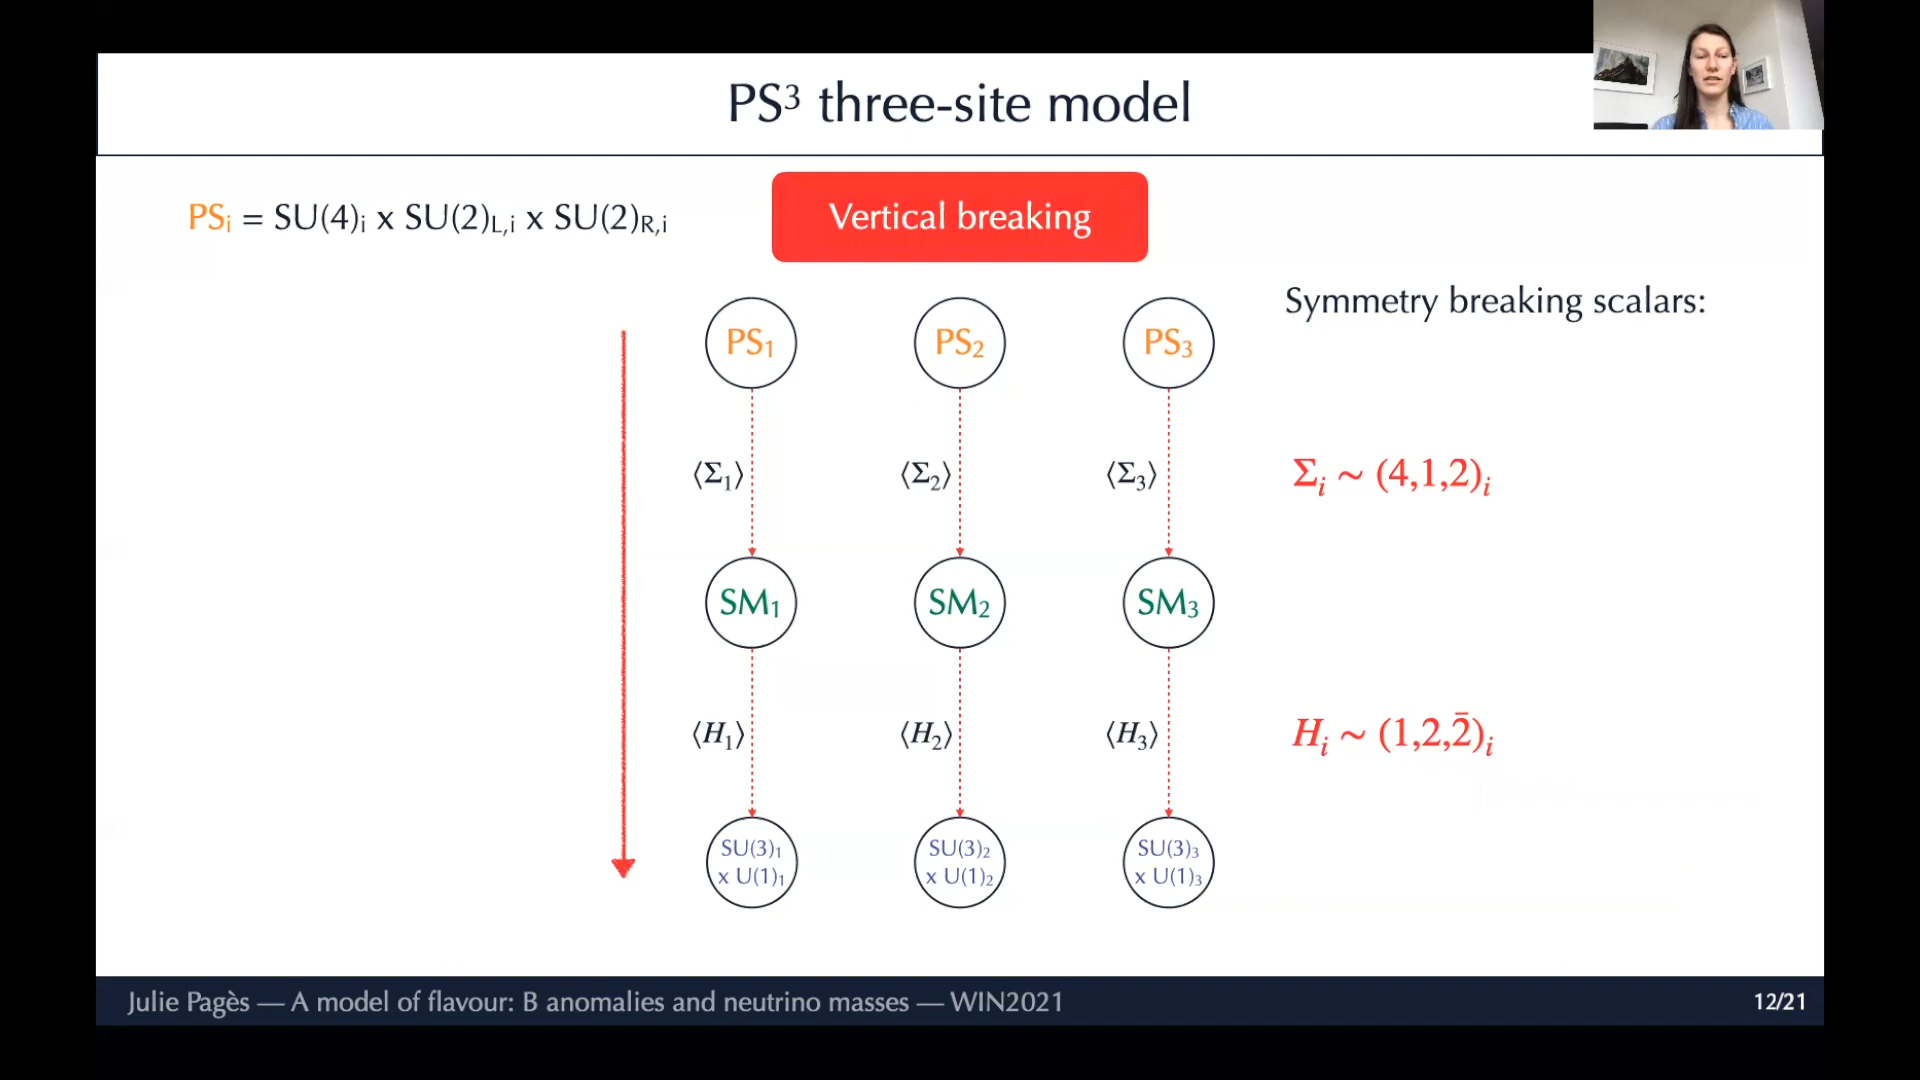 PS³ three-site model
PSᵢ = SU(4)ᵢ x SU(2)L,i x SU(2)R,i
Vertical breaking
Symmetry breaking scalars:
PS₁ PS₂ PS₃
⟨Σ₁⟩ ⟨Σ₂⟩ ⟨Σ₃⟩ Σᵢ ~ (4,1,2)ᵢ
SM₁ SM₂ SM₃
⟨H₁⟩ ⟨H₂⟩ ⟨H₃⟩ Hᵢ ~ (1,2,2̄)ᵢ
SU(3)₁ SU(3)₂ SU(3)₃
x U(1)₁ x U(1)₂ x U(1)₃
Julie Pagès — A model of flavour: B anomalies and neutrino masses — WIN2021 12/21